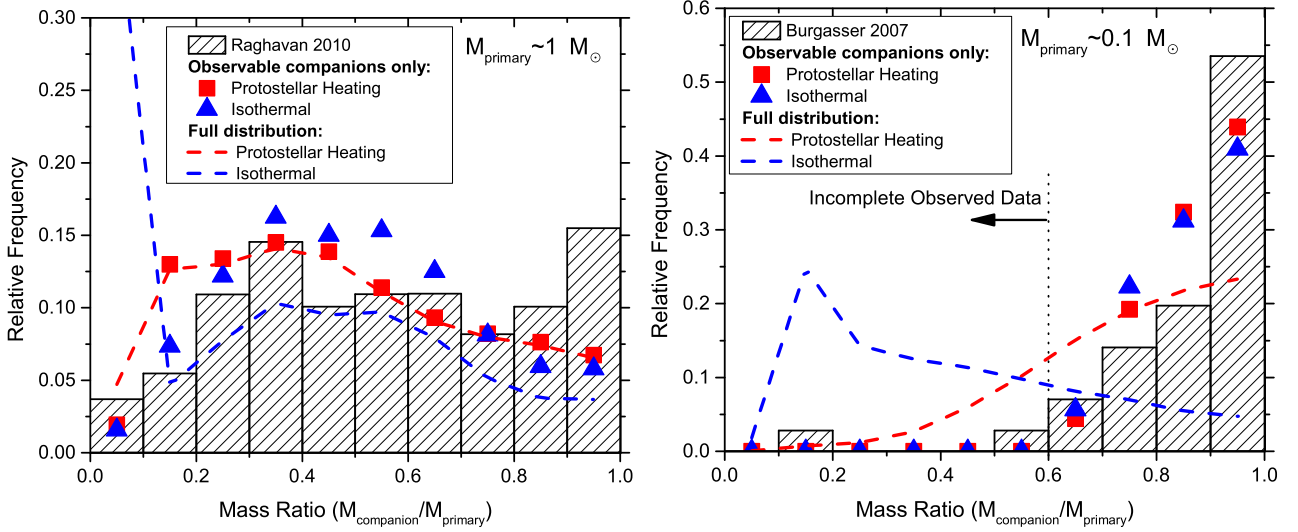 Raghavan 2010
Observable companions only:
Protostellar Heating
Isothermal
Full distribution:
Protostellar Heating
Isothermal
M_primary~1 M_☉
0.30
0.25
0.20
0.15
0.10
0.05
0.00
Relative Frequency
0.0 0.2 0.4 0.6 0.8 1.0
Mass Ratio (M_companion/M_primary)
Burgasser 2007
Observable companions only:
Protostellar Heating
Isothermal
Full distribution:
Protostellar Heating
Isothermal
M_primary~0.1 M_☉
Incomplete Observed Data
0.6
0.5
0.4
0.3
0.2
0.1
0.0
Relative Frequency
0.0 0.2 0.4 0.6 0.8 1.0
Mass Ratio (M_companion/M_primary)